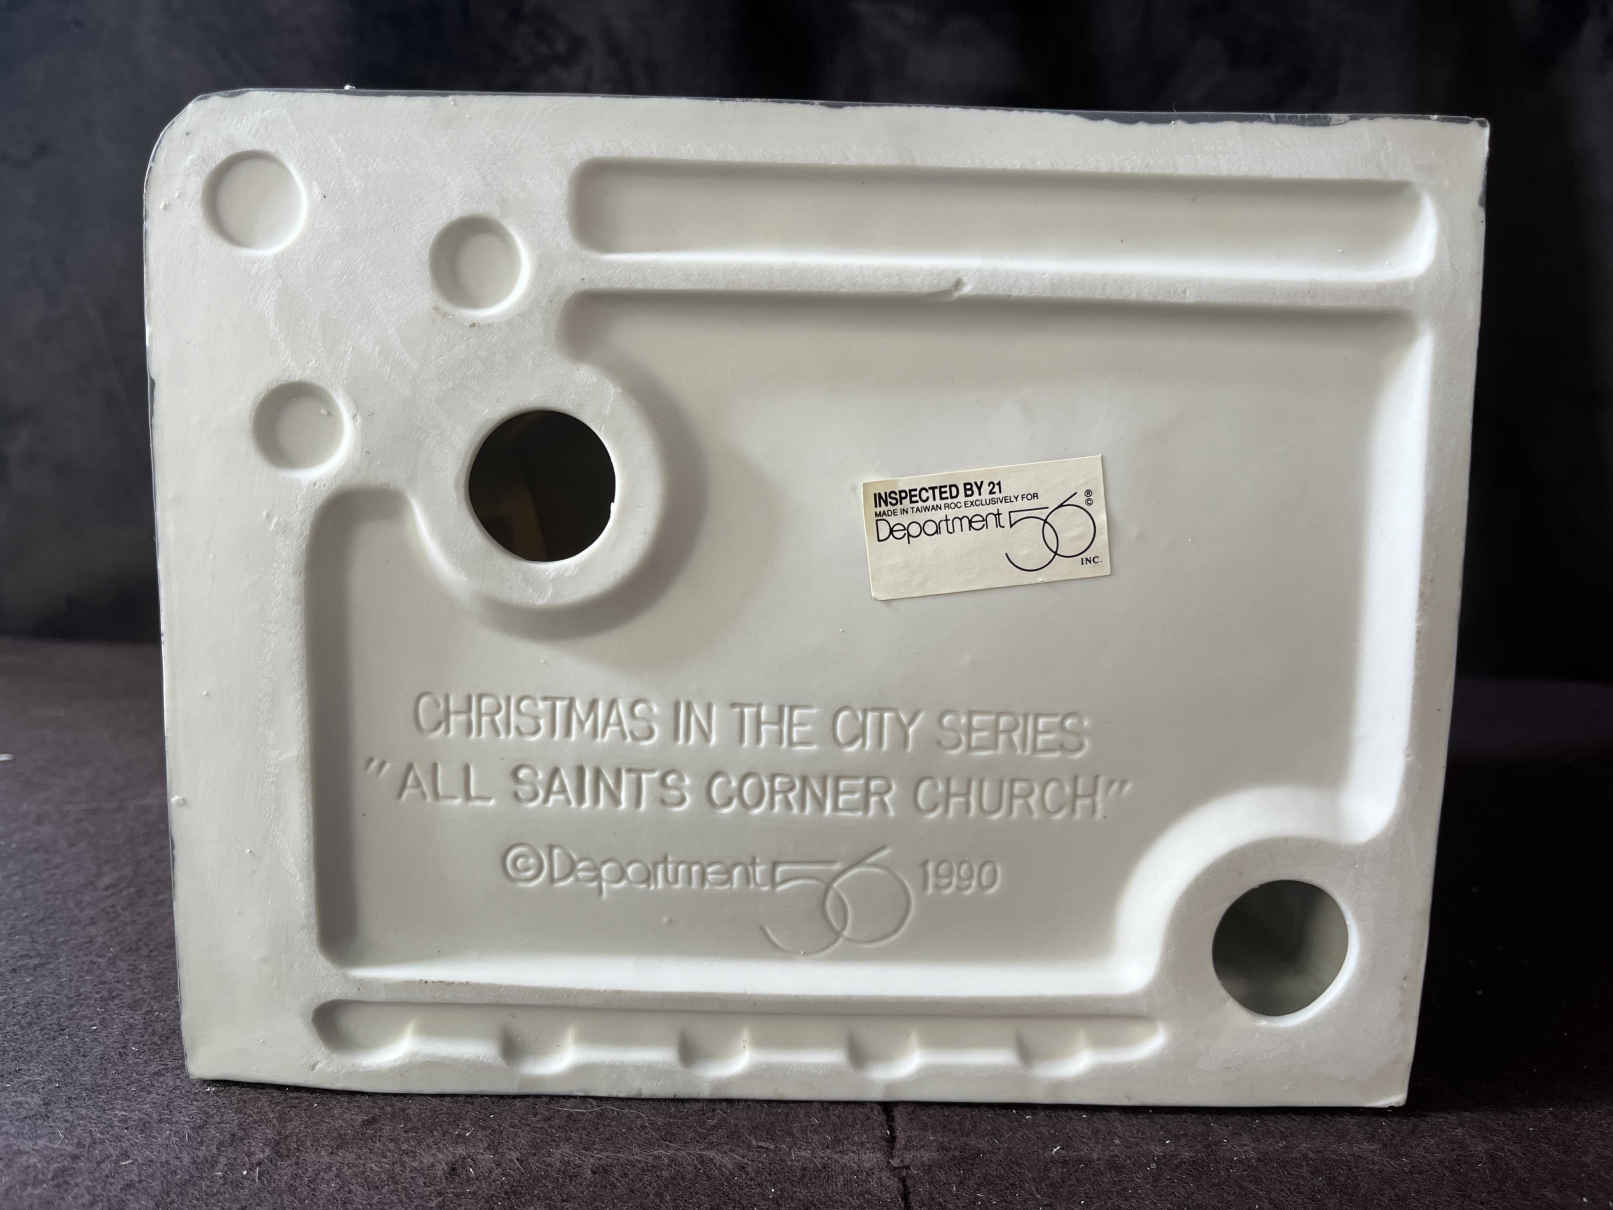 INSPECTED BY 21
MADE IN TAIWAN ROC EXCLUSIVELY FOR
Department 56 ® ©
INC.
CHRISTMAS IN THE CITY SERIES
"ALL SAINTS CORNER CHURCH"
©Department 56 1990